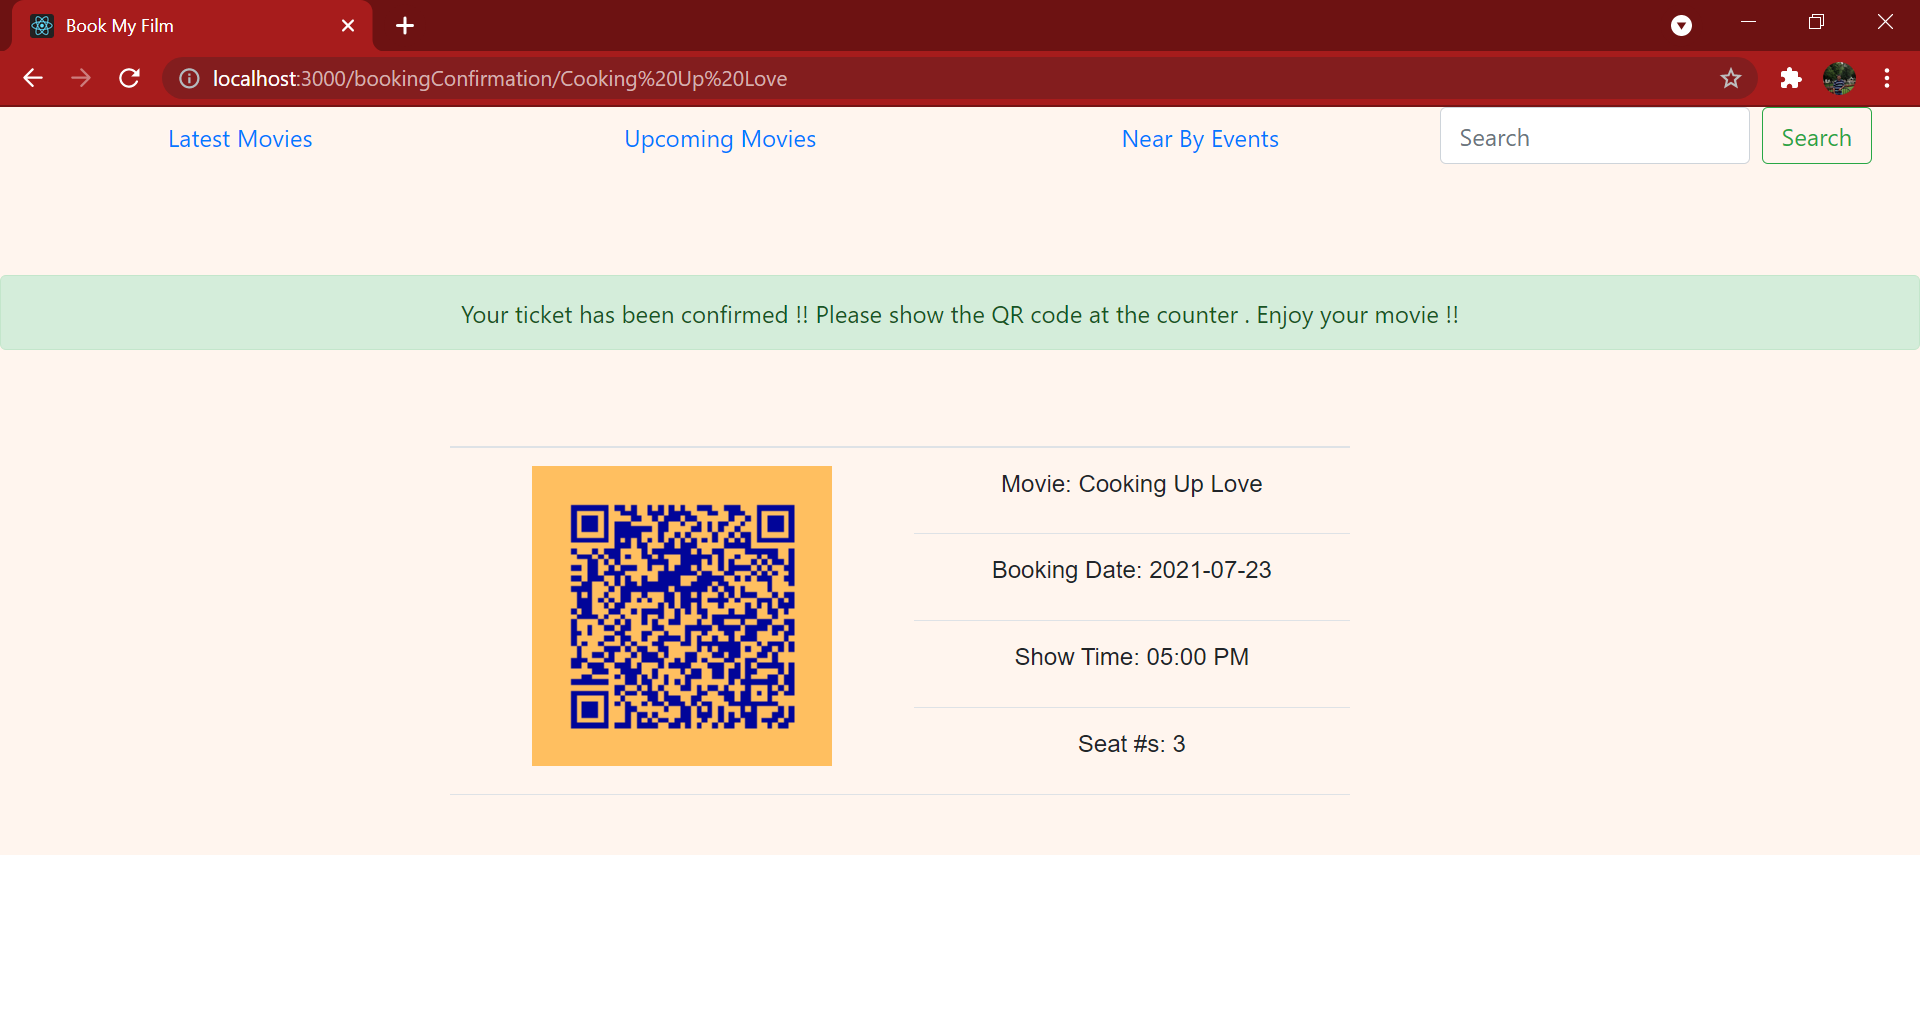 Book My Film
localhost:3000/bookingConfirmation/Cooking%20Up%20Love
Latest Movies Upcoming Movies Near By Events Search Search
Your ticket has been confirmed !! Please show the QR code at the counter . Enjoy your movie !!
Movie: Cooking Up Love
Booking Date: 2021-07-23
Show Time: 05:00 PM
Seat #s: 3